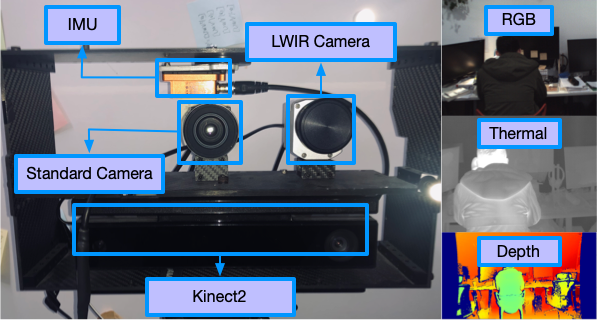 IMU
LWIR Camera
Standard Camera
Kinect2
RGB
Thermal
Depth